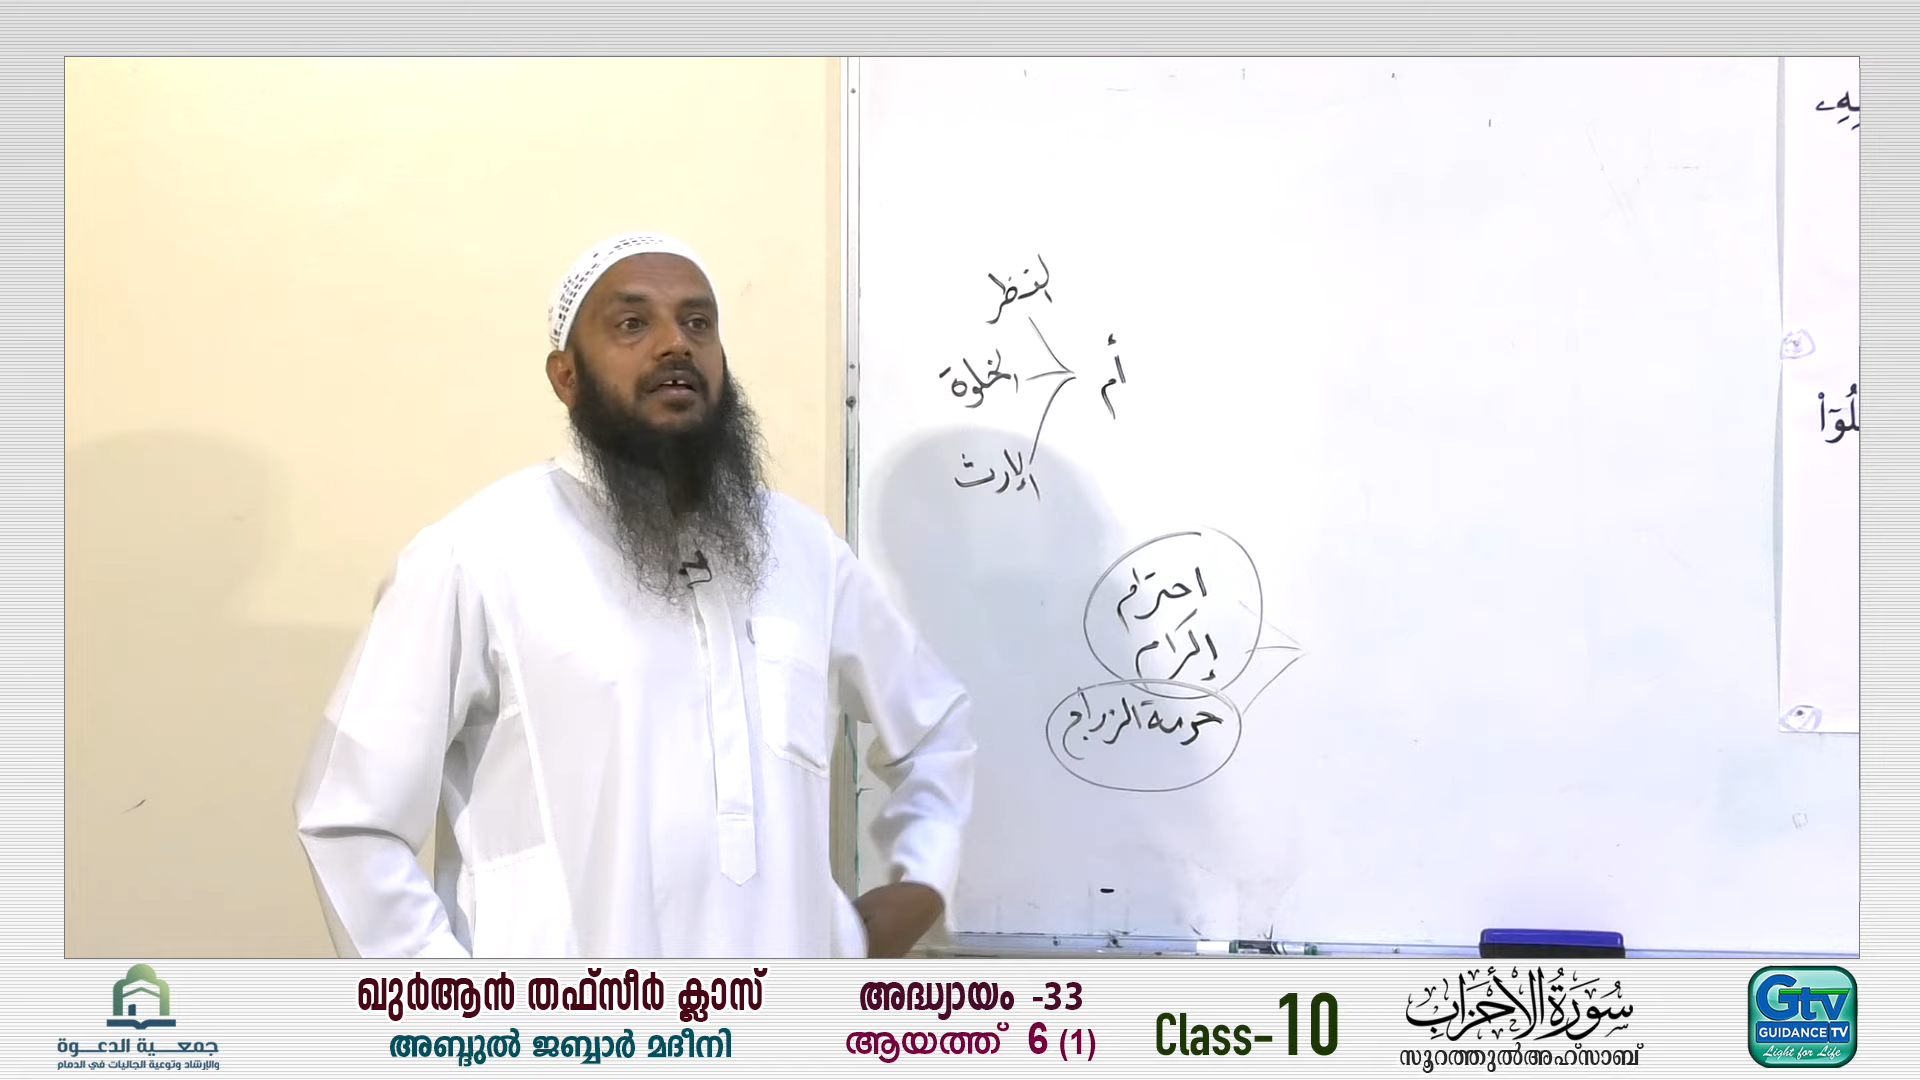 النظر
الخلوة
الإرث
أم
احترام
إكرام
حرمة الزواج
لُوٓا۟
جمعية الدعوة
والإرشاد وتوعية الجاليات في الدمام
ഖുർആൻ തഫ്സീർ ക്ലാസ്
അബ്ദുൽ ജബ്ബാർ മദീനി
അദ്ധ്യായം -33
ആയത്ത് 6 (1)
Class-10
سُورَةُ الأَحْزَابِ
സൂറത്തുൽഅഹ്സാബ്
Gtv
GUIDANCE TV
Light for Life